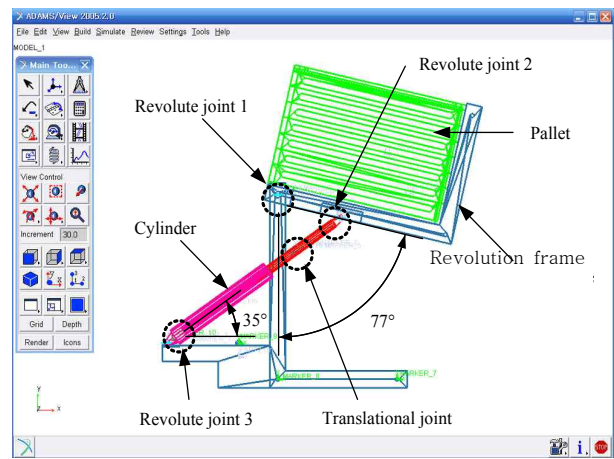 ADAMS/View 2005.2.0
File Edit View Build Simulate Review Settings Tools Help
MODEL_1
Main Too...
View Control
Increment 30.0
Grid Depth
Render Icons
Revolute joint 2
Revolute joint 1
Pallet
Cylinder
Revolution frame
35°
77°
MARKER_7
Revolute joint 3
Translational joint
y
z x
STOP